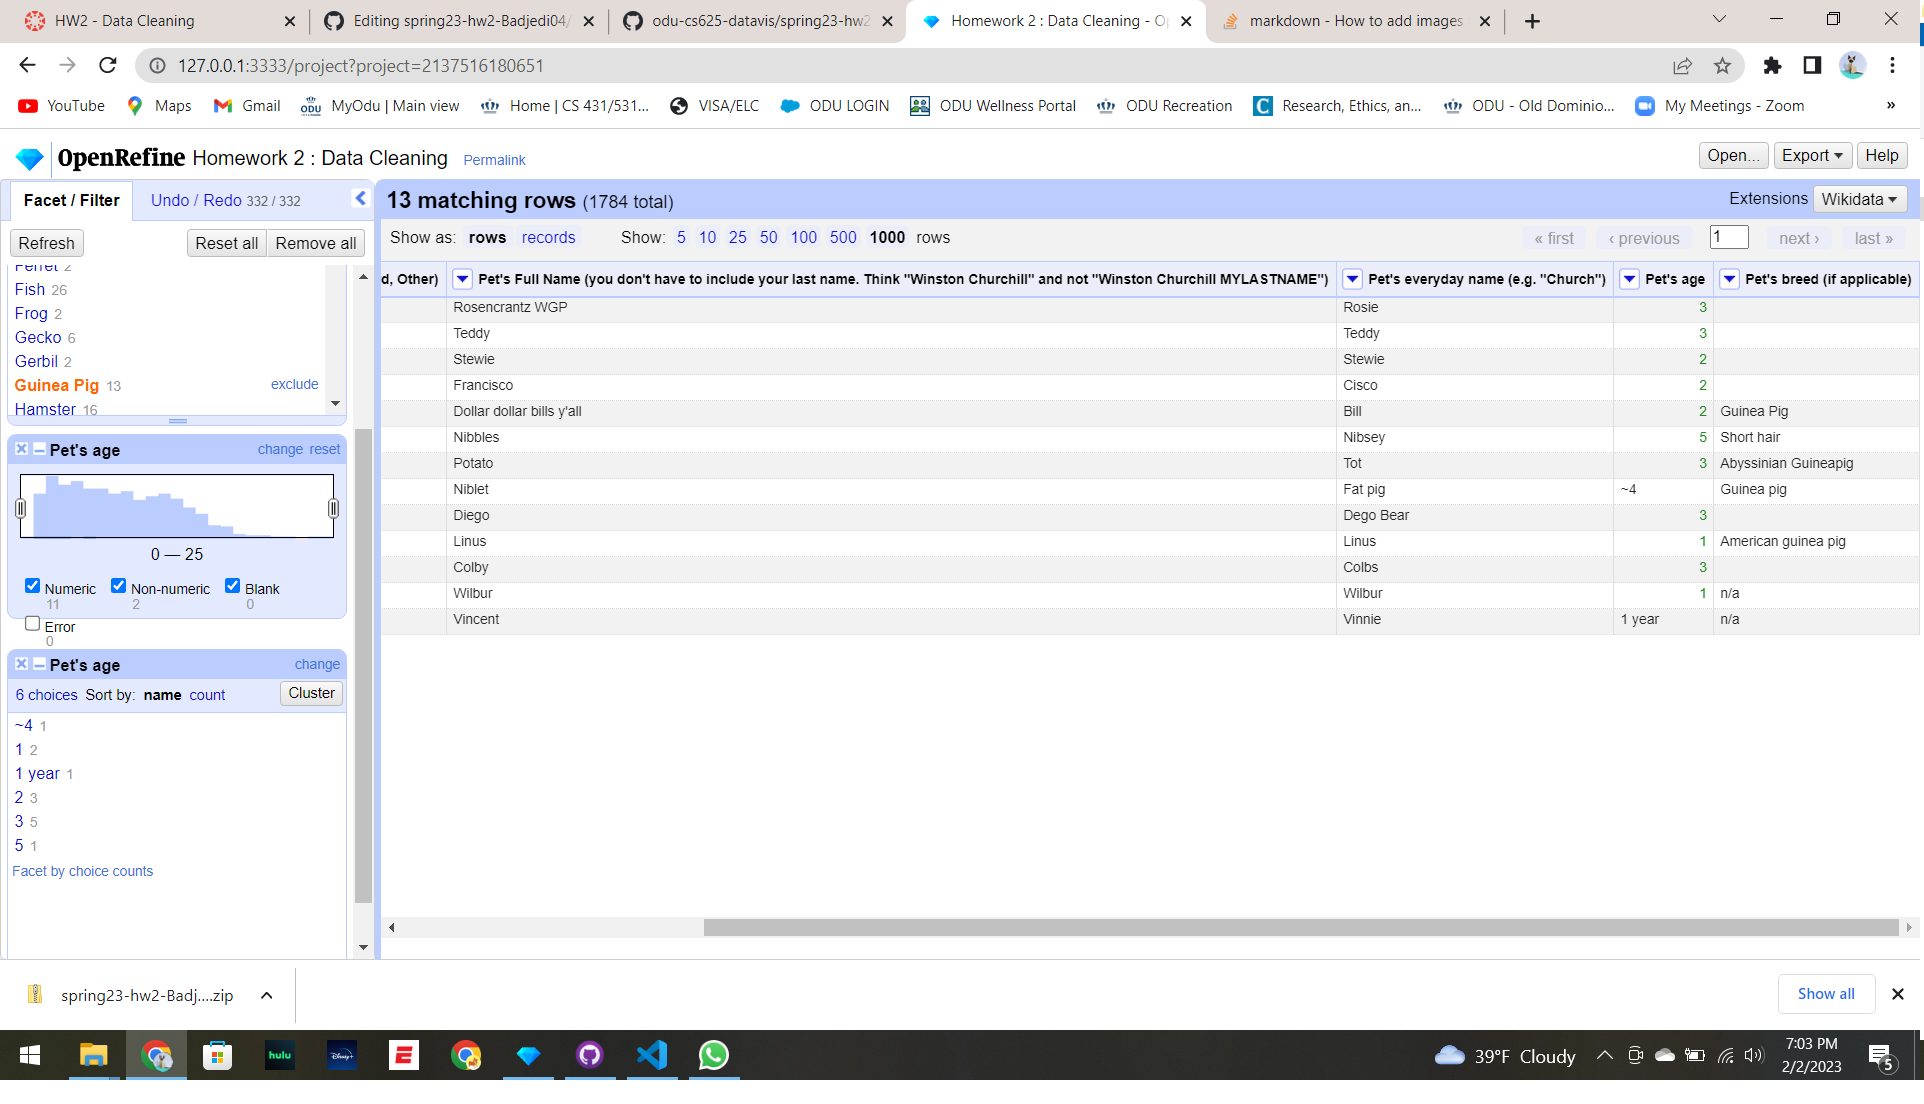 HW2 - Data Cleaning
Editing spring23-hw2-Badjedi04/
odu-cs625-datavis/spring23-hw2
Homework 2 : Data Cleaning - Op
markdown - How to add images
127.0.0.1:3333/project?project=2137516180651
YouTube Maps Gmail MyOdu | Main view Home | CS 431/531... VISA/ELC ODU LOGIN ODU Wellness Portal ODU Recreation Research, Ethics, an... ODU - Old Dominio... My Meetings - Zoom »
OpenRefine Homework 2 : Data Cleaning Permalink
Open... Export Help
Facet / Filter Undo / Redo 332 / 332
13 matching rows (1784 total)
Extensions Wikidata
Refresh Reset all Remove all
Show as: rows records Show: 5 10 25 50 100 500 1000 rows
« first ‹ previous 1 next › last »
Ferret 2
Fish 26
Frog 2
Gecko 6
Gerbil 2
Guinea Pig 13 exclude
Hamster 16
Pet's age change reset
0 — 25
Numeric Non-numeric Blank
11 2 0
Error
0
Pet's age change
6 choices Sort by: name count Cluster
~4 1
1 2
1 year 1
2 3
3 5
5 1
Facet by choice counts
d, Other) Pet's Full Name (you don't have to include your last name. Think "Winston Churchill" and not "Winston Churchill MYLASTNAME") Pet's everyday name (e.g. "Church") Pet's age Pet's breed (if applicable)
Rosencrantz WGP Rosie 3
Teddy Teddy 3
Stewie Stewie 2
Francisco Cisco 2
Dollar dollar bills y'all Bill 2 Guinea Pig
Nibbles Nibsey 5 Short hair
Potato Tot 3 Abyssinian Guineapig
Niblet Fat pig ~4 Guinea pig
Diego Dego Bear 3
Linus Linus 1 American guinea pig
Colby Colbs 3
Wilbur Wilbur 1 n/a
Vincent Vinnie 1 year n/a
spring23-hw2-Badj....zip
Show all
hulu Disney+
39°F Cloudy
7:03 PM
2/2/2023
5